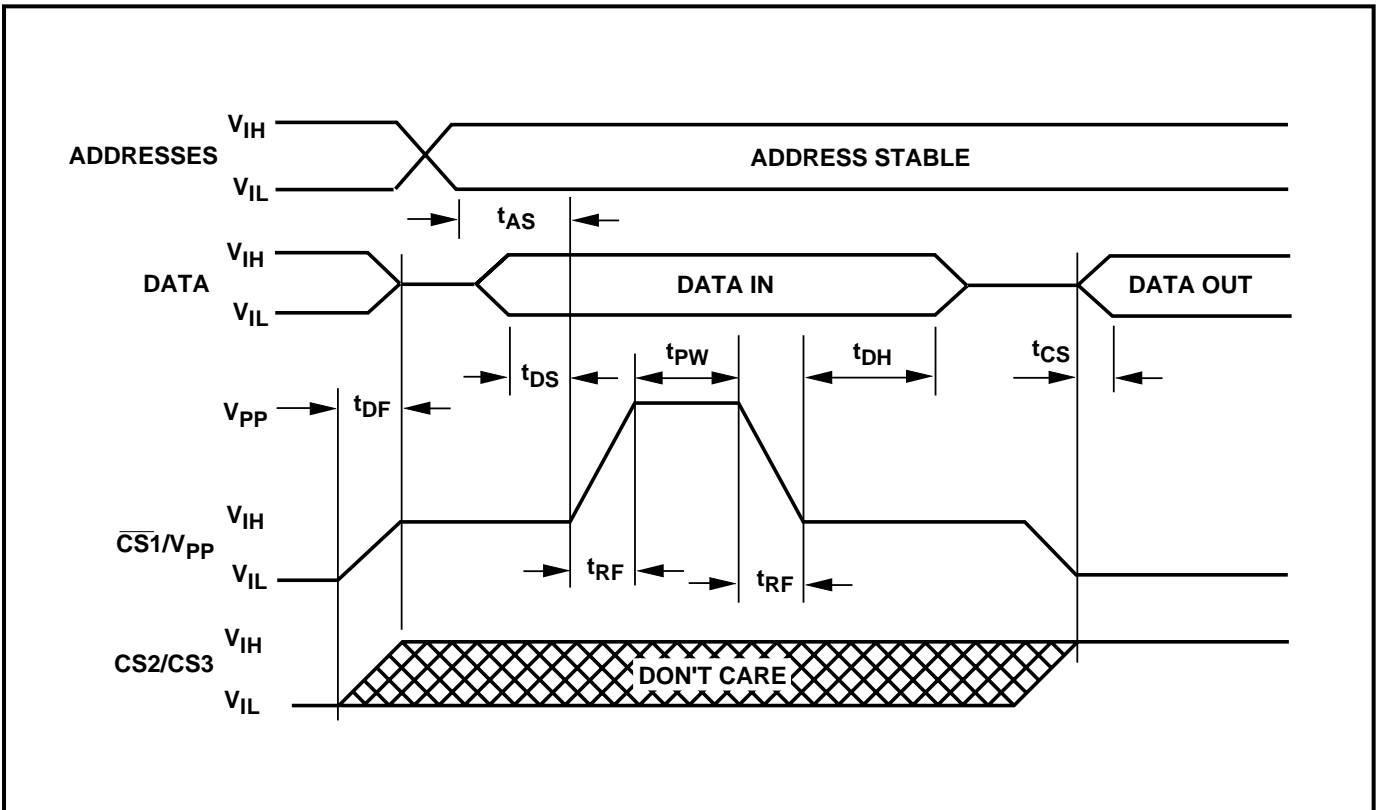 V_IH
ADDRESSES
ADDRESS STABLE
V_IL
t_AS
V_IH
DATA
DATA IN
DATA OUT
V_IL
t_DS
t_PW
t_DH
t_CS
V_PP
t_DF
V_IH
C̅S̅1/V_PP
V_IL
t_RF
t_RF
V_IH
CS2/CS3
DON'T CARE
V_IL